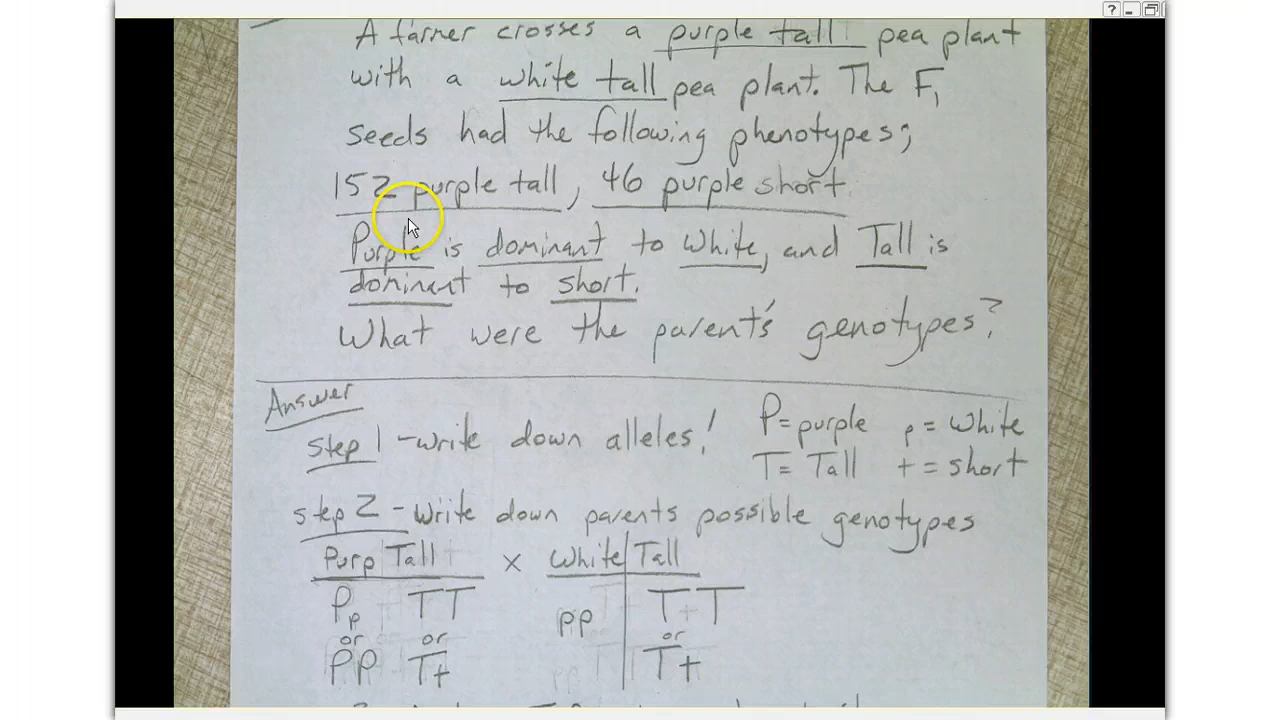 A farner crosses a purple tall pea plant
with a white tall pea plant. The F1
seeds had the following phenotypes;
152 purple tall, 46 purple short.
Purple is dominant to white, and Tall is
dominant to short.
What were the parent's genotypes?
Answer
step 1 - write down alleles! P = purple p = white
T = Tall t = short
step 2 - write down parents possible genotypes
Purp Tall x White Tall
Pp TT pp TT
or or or
PP Tt Tt